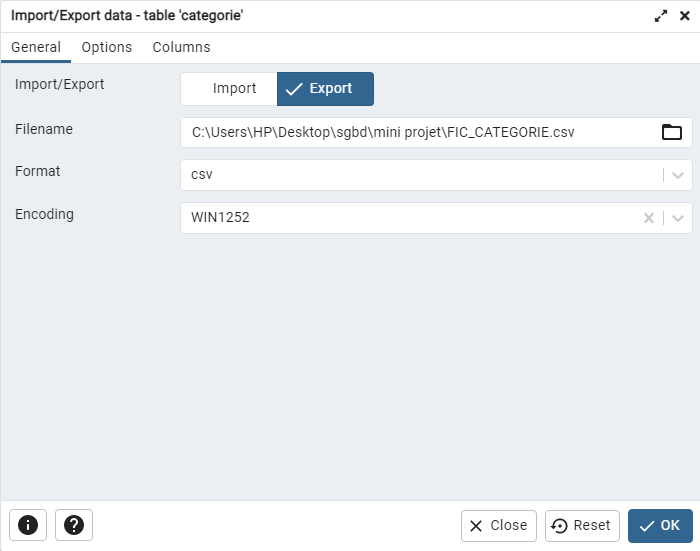 Import/Export data - table 'categorie'
General Options Columns
Import/Export Import Export
Filename C:\Users\HP\Desktop\sgbd\mini projet\FIC_CATEGORIE.csv
Format csv
Encoding WIN1252
Close Reset OK